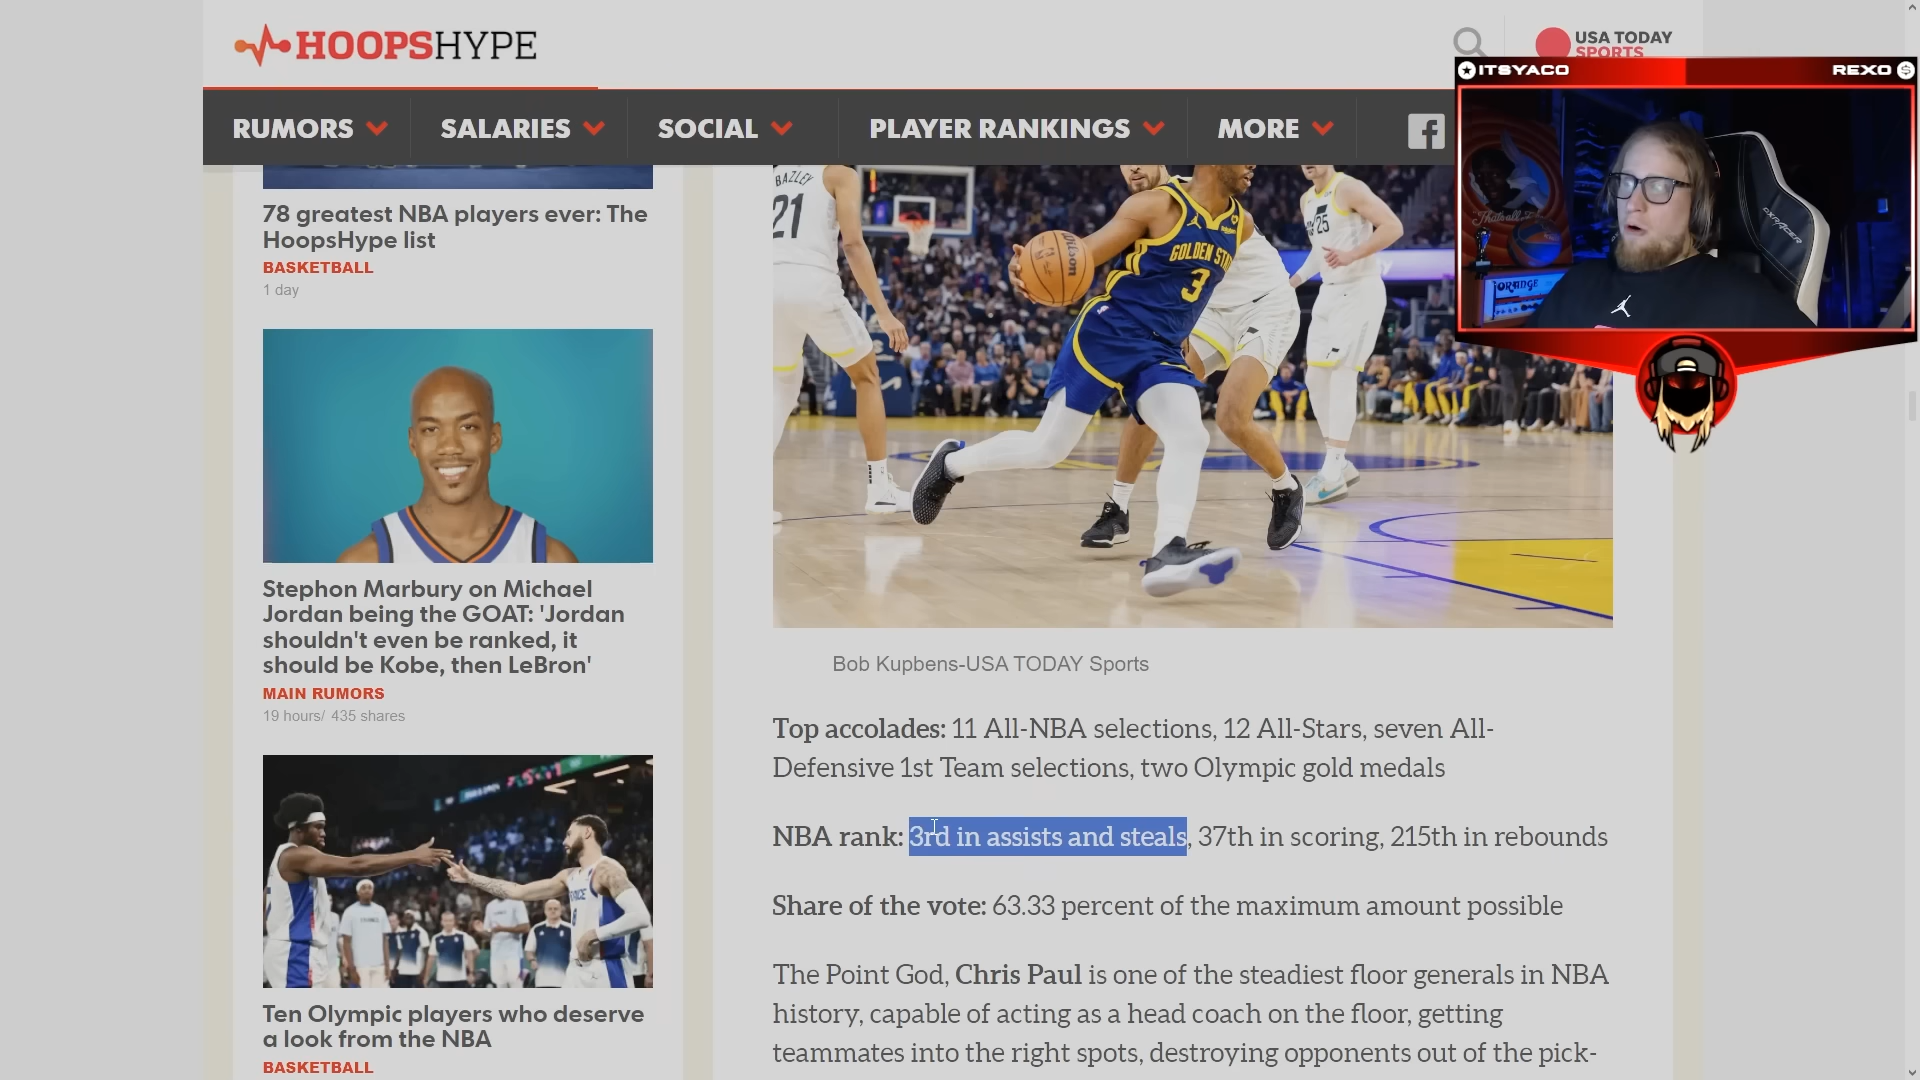 HOOPSHYPE
USA TODAY
SPORTS
ITSYACO
REXO
RUMORS
SALARIES
SOCIAL
PLAYER RANKINGS
MORE
78 greatest NBA players ever: The
HoopsHype list
BASKETBALL
1 day
Stephon Marbury on Michael
Jordan being the GOAT: 'Jordan
shouldn't even be ranked, it
should be Kobe, then LeBron'
MAIN RUMORS
19 hours/ 435 shares
Ten Olympic players who deserve
a look from the NBA
BASKETBALL
BAZLEY
21
25
GOLDEN STA
3
DXRACER
ORANGE
Bob Kupbens-USA TODAY Sports
Top accolades: 11 All-NBA selections, 12 All-Stars, seven All-
Defensive 1st Team selections, two Olympic gold medals
NBA rank: 3rd in assists and steals, 37th in scoring, 215th in rebounds
Share of the vote: 63.33 percent of the maximum amount possible
The Point God, Chris Paul is one of the steadiest floor generals in NBA
history, capable of acting as a head coach on the floor, getting
teammates into the right spots, destroying opponents out of the pick-